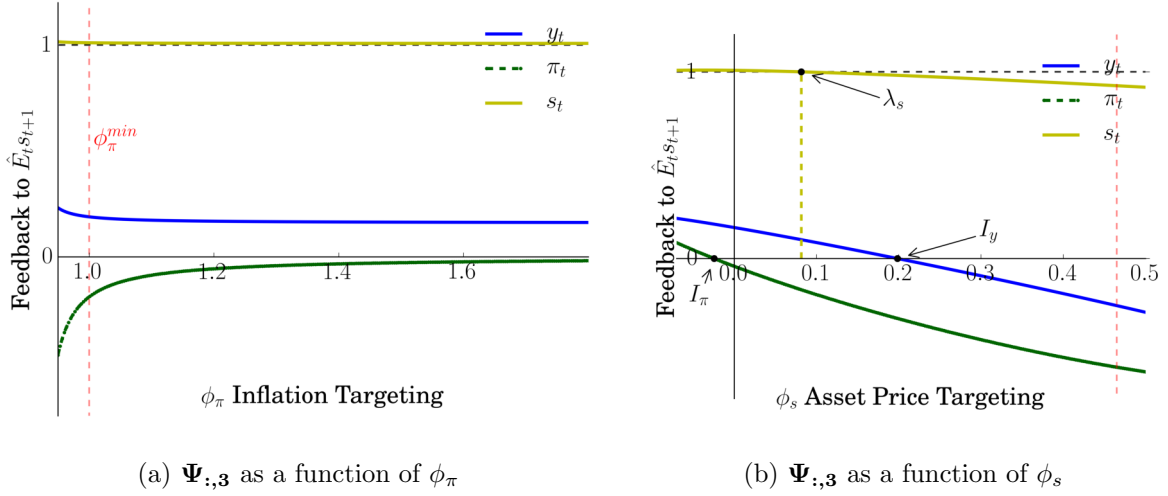 1
0
y_t
π_t
s_t
ϕ_π^{min}
1.0
1.2
1.4
1.6
Feedback to Ê_t s_{t+1}
ϕ_π Inflation Targeting
(a) Ψ_{:,3} as a function of ϕ_π
1
0
y_t
π_t
s_t
λ_s
I_y
I_π
0.0
0.1
0.2
0.3
0.4
0.5
Feedback to Ê_t s_{t+1}
ϕ_s Asset Price Targeting
(b) Ψ_{:,3} as a function of ϕ_s